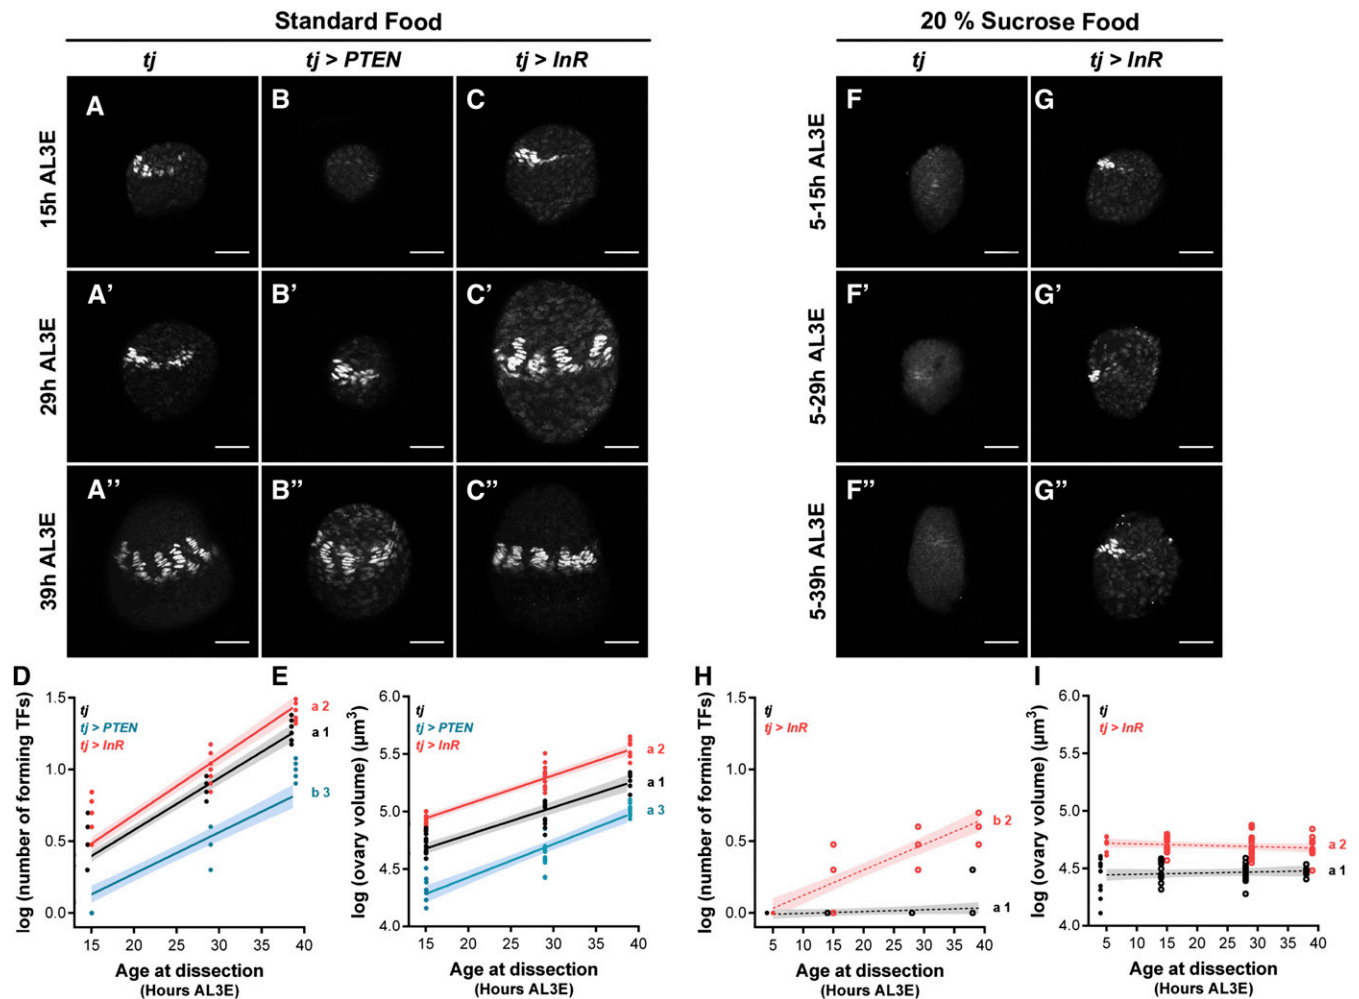 Standard Food
20 % Sucrose Food
tj
tj > PTEN
tj > InR
tj
tj > InR
15h AL3E
A
B
C
5-15h AL3E
F
G
29h AL3E
A’
B’
C’
5-29h AL3E
F’
G’
39h AL3E
A’’
B’’
C’’
5-39h AL3E
F’’
G’’
D
log (number of forming TFs)
1.5
1.0
0.5
0.0
tj
tj > PTEN
tj > InR
a 2
a 1
b 3
15 20 25 30 35 40
Age at dissection
(Hours AL3E)
E
log (ovary volume) (µm³)
6.0
5.5
5.0
4.5
4.0
a 2
a 1
a 3
15 20 25 30 35 40
Age at dissection
(Hours AL3E)
H
log (number of forming TFs)
1.5
1.0
0.5
0.0
tj
tj > InR
b 2
a 1
5 10 15 20 25 30 35 40
Age at dissection
(Hours AL3E)
I
log (ovary volume) (µm³)
6.0
5.5
5.0
4.5
4.0
tj
tj > InR
a 2
a 1
5 10 15 20 25 30 35 40
Age at dissection
(Hours AL3E)